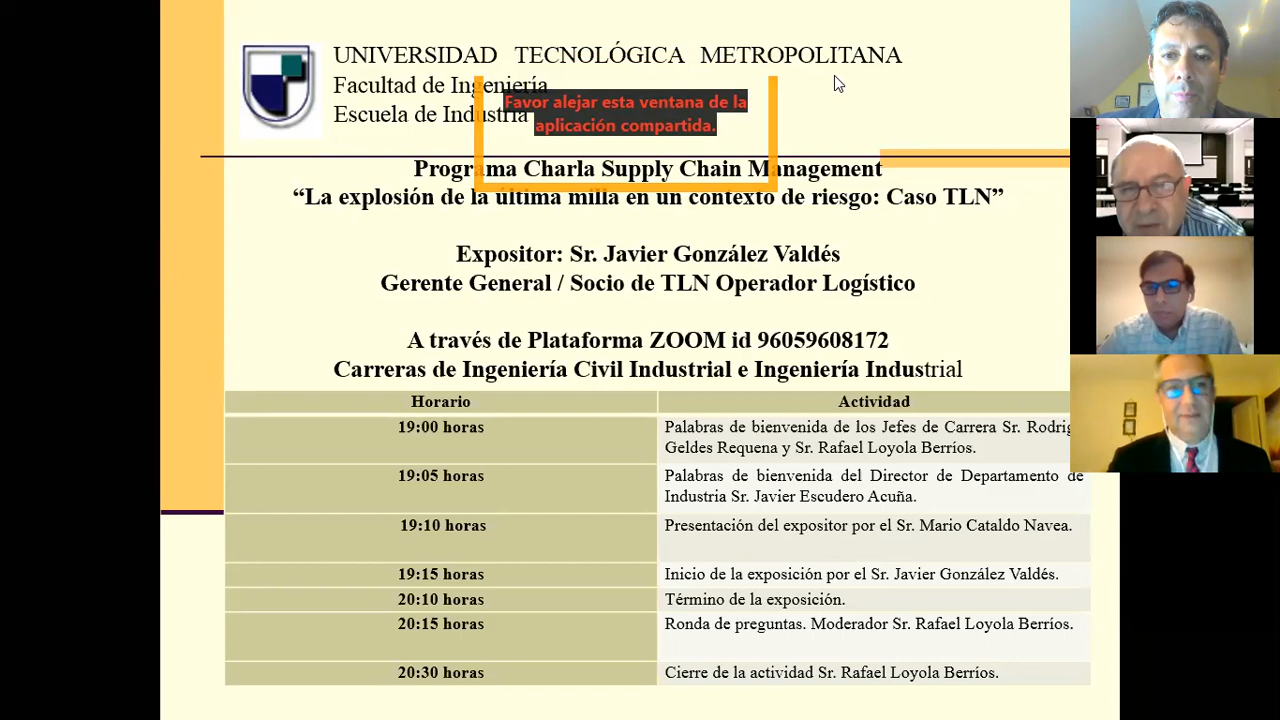 UNIVERSIDAD TECNOLÓGICA METROPOLITANA
Facultad de Ingeniería
Escuela de Industria
Favor alejar esta ventana de la
aplicación compartida.
Programa Charla Supply Chain Management
“La explosión de la última milla en un contexto de riesgo: Caso TLN”
Expositor: Sr. Javier González Valdés
Gerente General / Socio de TLN Operador Logístico
A través de Plataforma ZOOM id 96059608172
Carreras de Ingeniería Civil Industrial e Ingeniería Industrial
Horario Actividad
19:00 horas Palabras de bienvenida de los Jefes de Carrera Sr. Rodrig
Geldes Requena y Sr. Rafael Loyola Berríos.
19:05 horas Palabras de bienvenida del Director de Departamento de
Industria Sr. Javier Escudero Acuña.
19:10 horas Presentación del expositor por el Sr. Mario Cataldo Navea.
19:15 horas Inicio de la exposición por el Sr. Javier González Valdés.
20:10 horas Término de la exposición.
20:15 horas Ronda de preguntas. Moderador Sr. Rafael Loyola Berríos.
20:30 horas Cierre de la actividad Sr. Rafael Loyola Berríos.